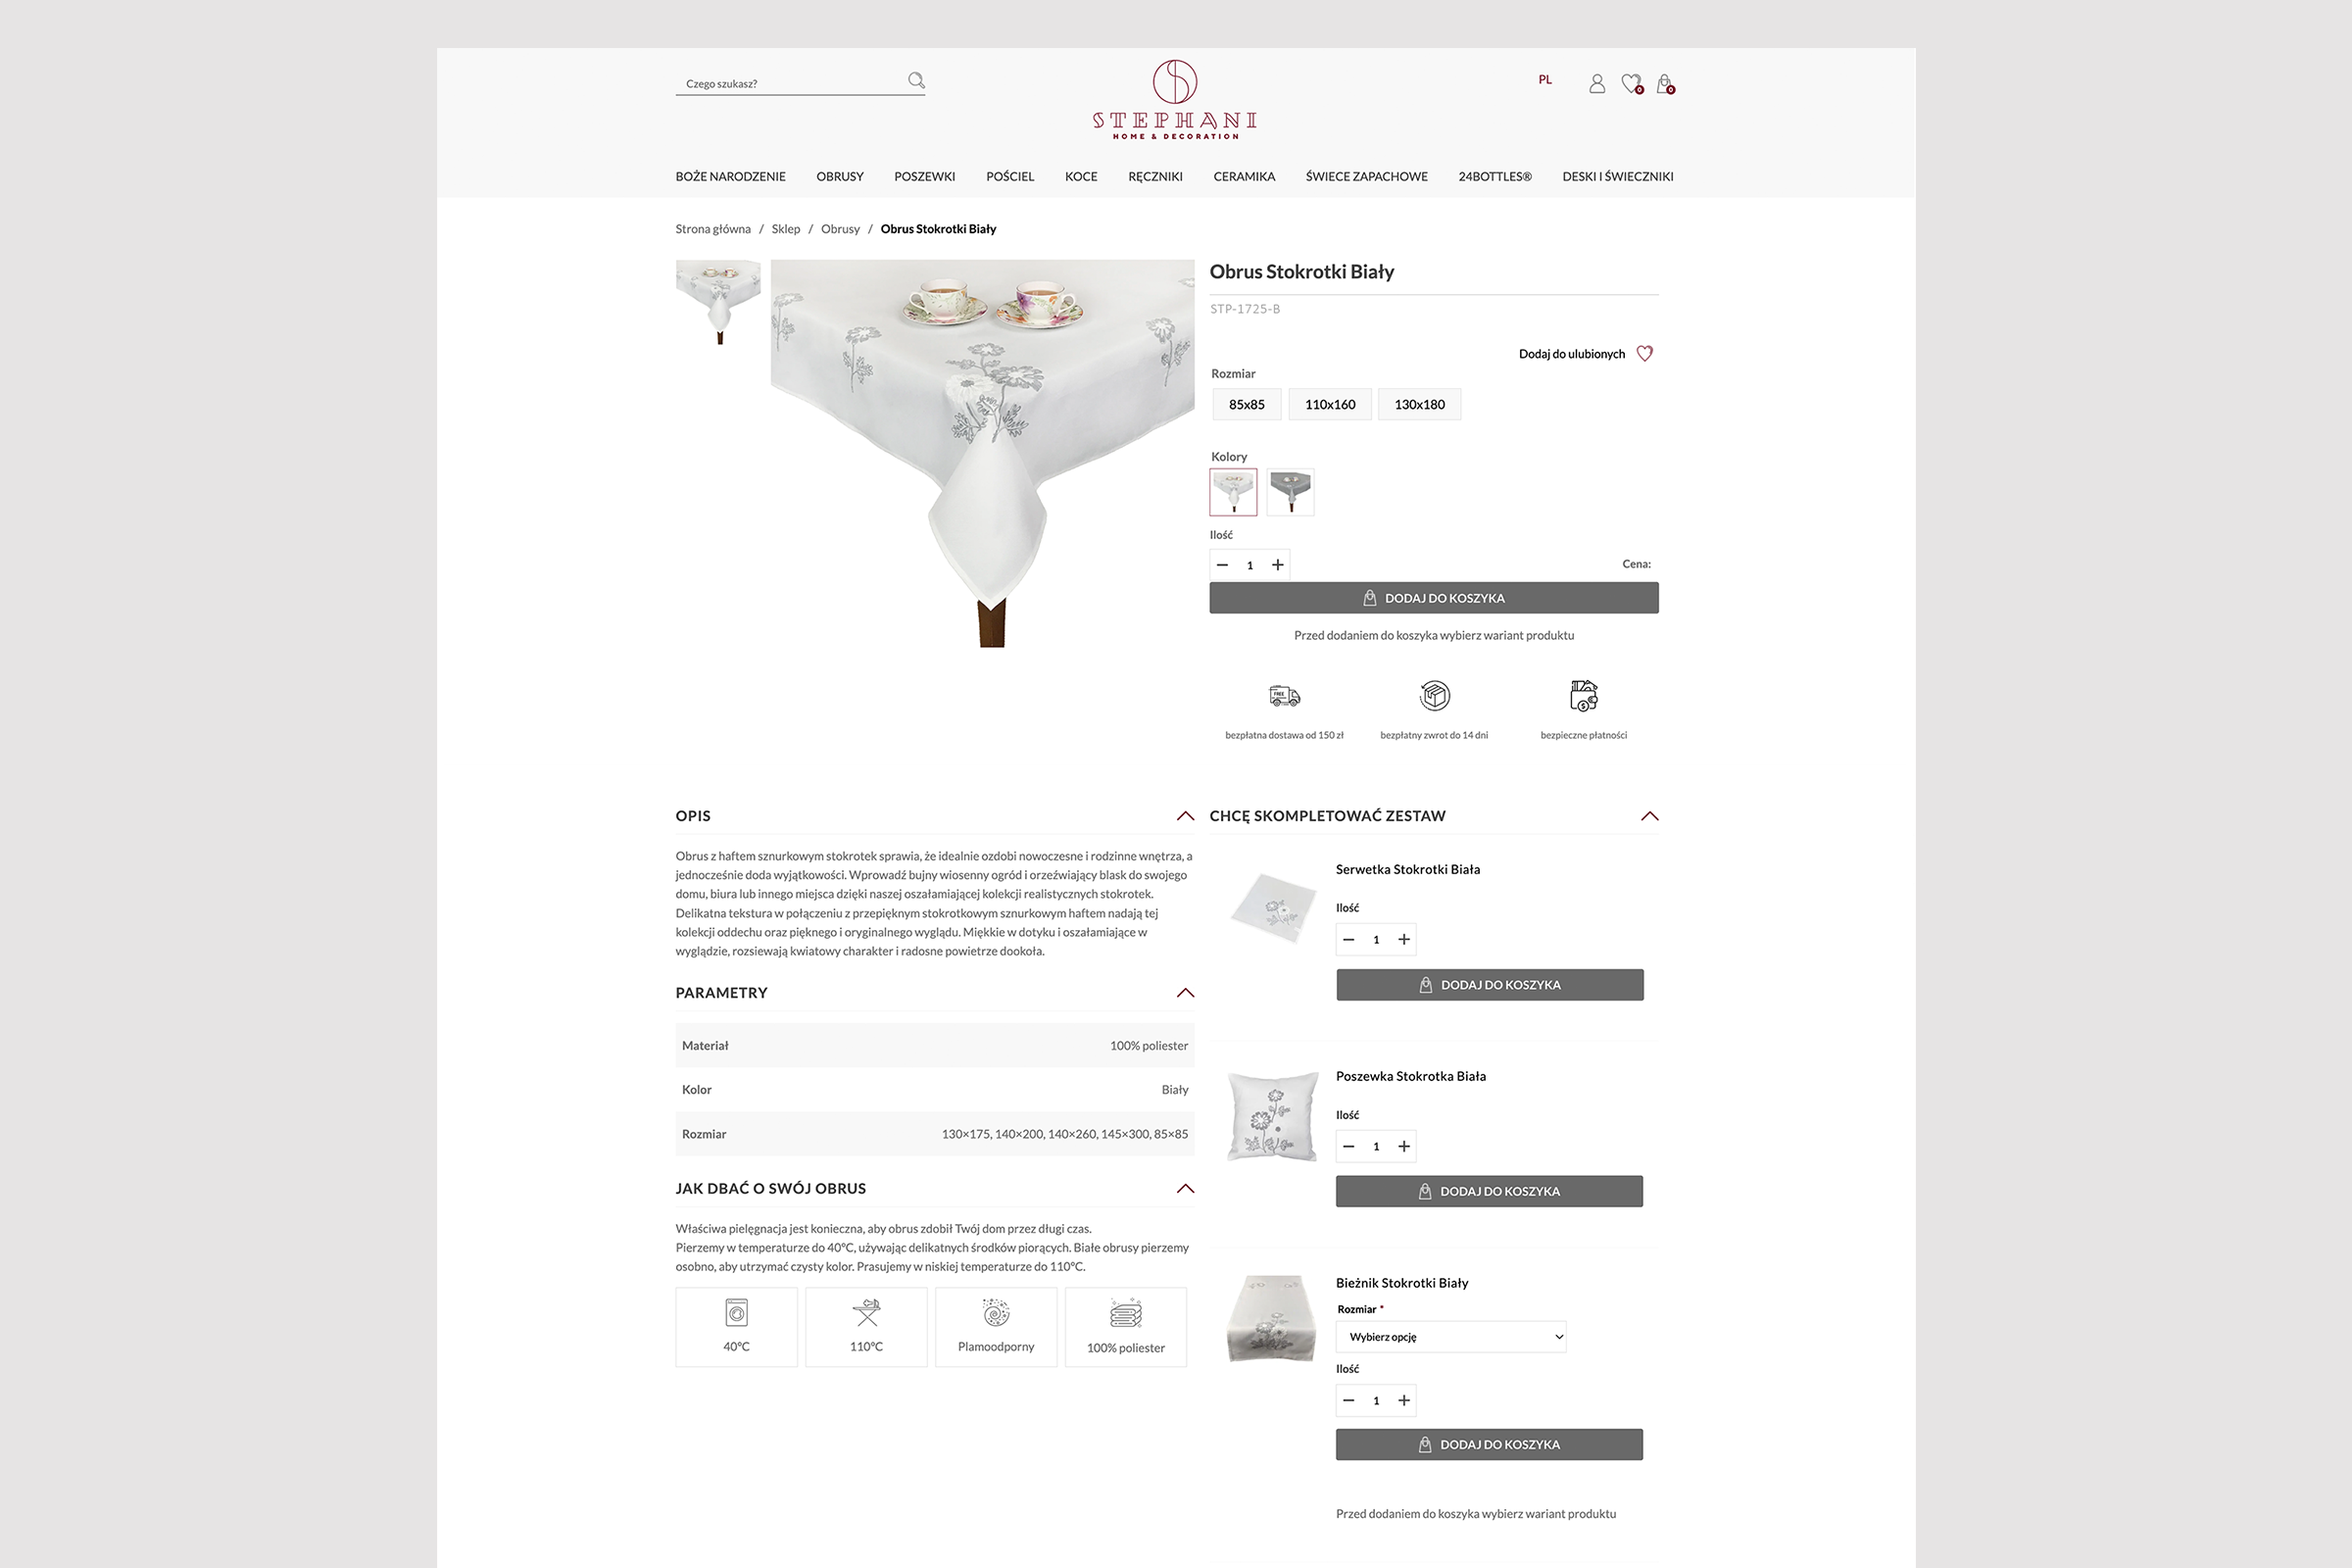 Czego szukasz?
STEPHANI
HOME & DECORATION
PL
0
0
BOŻE NARODZENIE OBRUSY POSZEWKI POŚCIEL KOCE RĘCZNIKI CERAMIKA ŚWIECE ZAPACHOWE 24BOTTLES® DESKI I ŚWIECZNIKI
Strona główna / Sklep / Obrusy / Obrus Stokrotki Biały
Obrus Stokrotki Biały
STP-1725-B
Dodaj do ulubionych
Rozmiar
85x85 110x160 130x180
Kolory
Ilość
1
Cena:
DODAJ DO KOSZYKA
Przed dodaniem do koszyka wybierz wariant produktu
FREE
bezpłatna dostawa od 150 zł
bezpłatny zwrot do 14 dni
bezpieczne płatności
OPIS
Obrus z haftem sznurkowym stokrotek sprawia, że idealnie ozdobi nowoczesne i rodzinne wnętrza, a
jednocześnie doda wyjątkowości. Wprowadź bujny wiosenny ogród i orzeźwiający blask do swojego
domu, biura lub innego miejsca dzięki naszej oszałamiającej kolekcji realistycznych stokrotek.
Delikatna tekstura w połączeniu z przepięknym stokrotkowym sznurkowym haftem nadają tej
kolekcji oddechu oraz pięknego i oryginalnego wyglądu. Miękkie w dotyku i oszałamiające w
wyglądzie, rozsiewają kwiatowy charakter i radosne powietrze dookoła.
PARAMETRY
Materiał 100% poliester
Kolor Biały
Rozmiar 130×175, 140×200, 140×260, 145×300, 85×85
JAK DBAĆ O SWÓJ OBRUS
Właściwa pielęgnacja jest konieczna, aby obrus zdobił Twój dom przez długi czas.
Pierzemy w temperaturze do 40°C, używając delikatnych środków piorących. Białe obrusy pierzemy
osobno, aby utrzymać czysty kolor. Prasujemy w niskiej temperaturze do 110°C.
40°C
110°C
Plamoodporny
100% poliester
CHCĘ SKOMPLETOWAĆ ZESTAW
Serwetka Stokrotki Biała
Ilość
1
DODAJ DO KOSZYKA
Poszewka Stokrotka Biała
Ilość
1
DODAJ DO KOSZYKA
Bieżnik Stokrotki Biały
Rozmiar *
Wybierz opcję
Ilość
1
DODAJ DO KOSZYKA
Przed dodaniem do koszyka wybierz wariant produktu